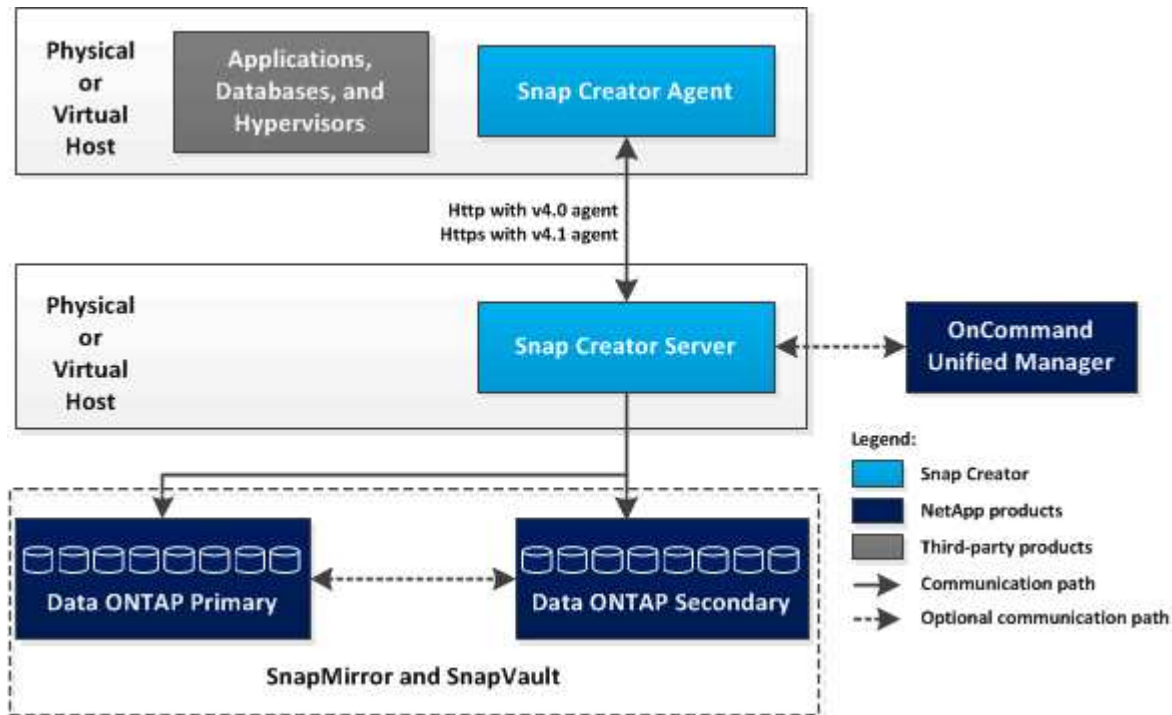 Physical
or
Virtual
Host
Applications,
Databases, and
Hypervisors
Snap Creator Agent
Http with v4.0 agent
Https with v4.1 agent
Physical
or
Virtual
Host
Snap Creator Server
OnCommand
Unified Manager
Legend:
Snap Creator
NetApp products
Third-party products
Communication path
Optional communication path
Data ONTAP Primary
Data ONTAP Secondary
SnapMirror and SnapVault